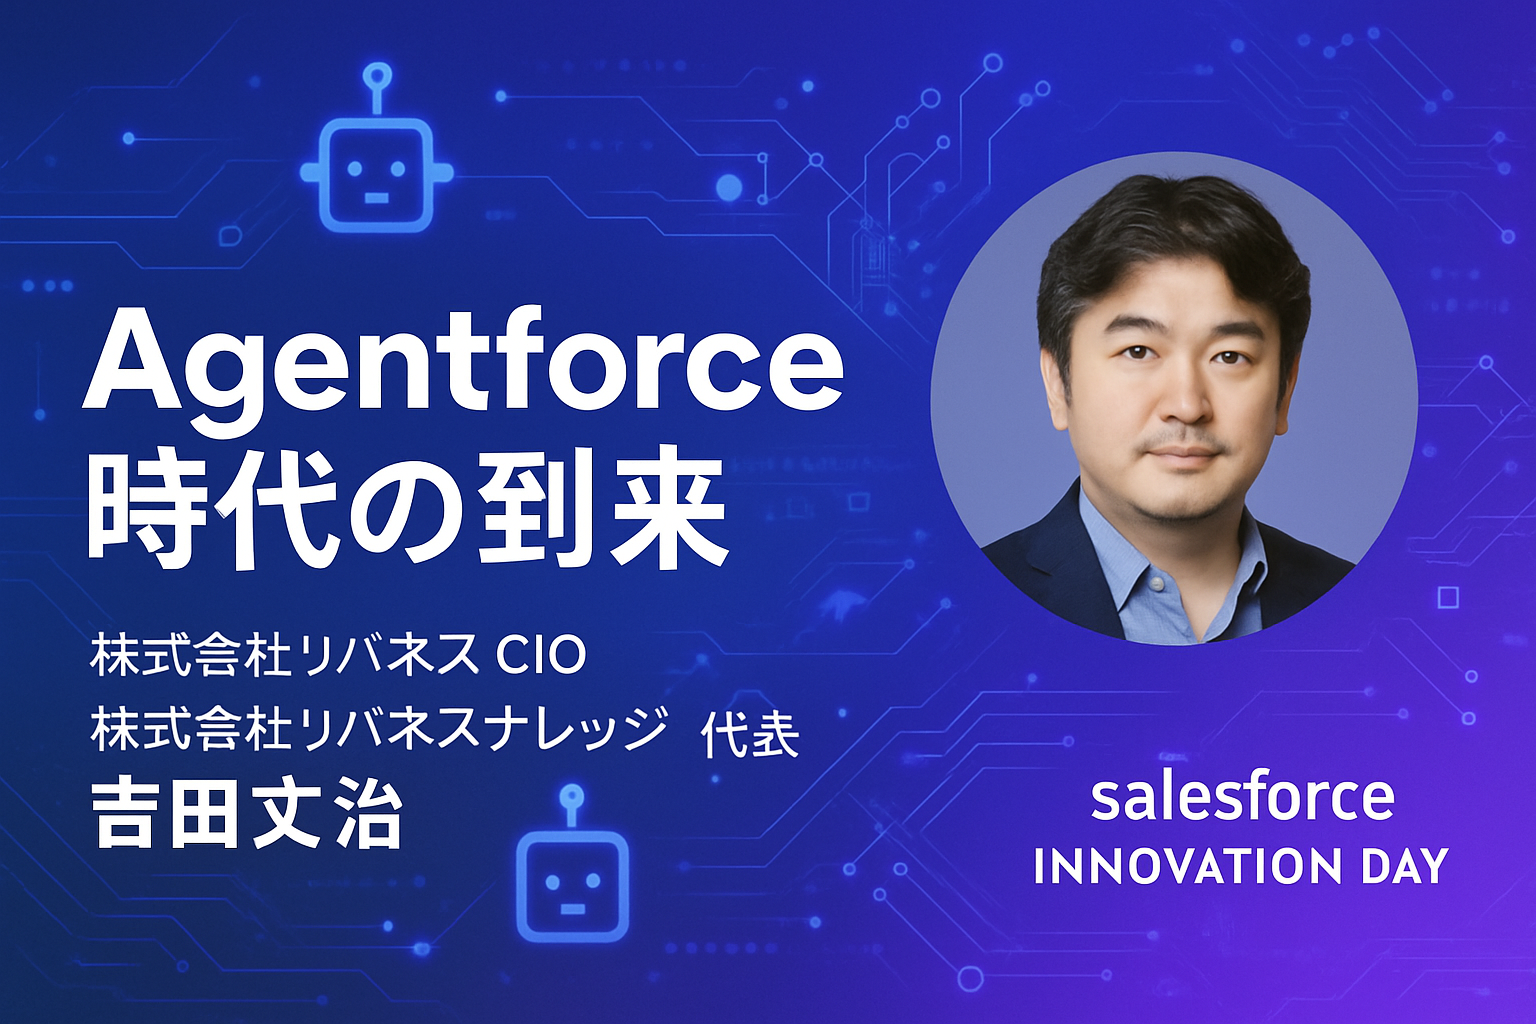 Agentforce
時代の到来
株式会社リバネス CIO
株式会社リバネスナレッジ 代表
吉田文治
salesforce
INNOVATION DAY